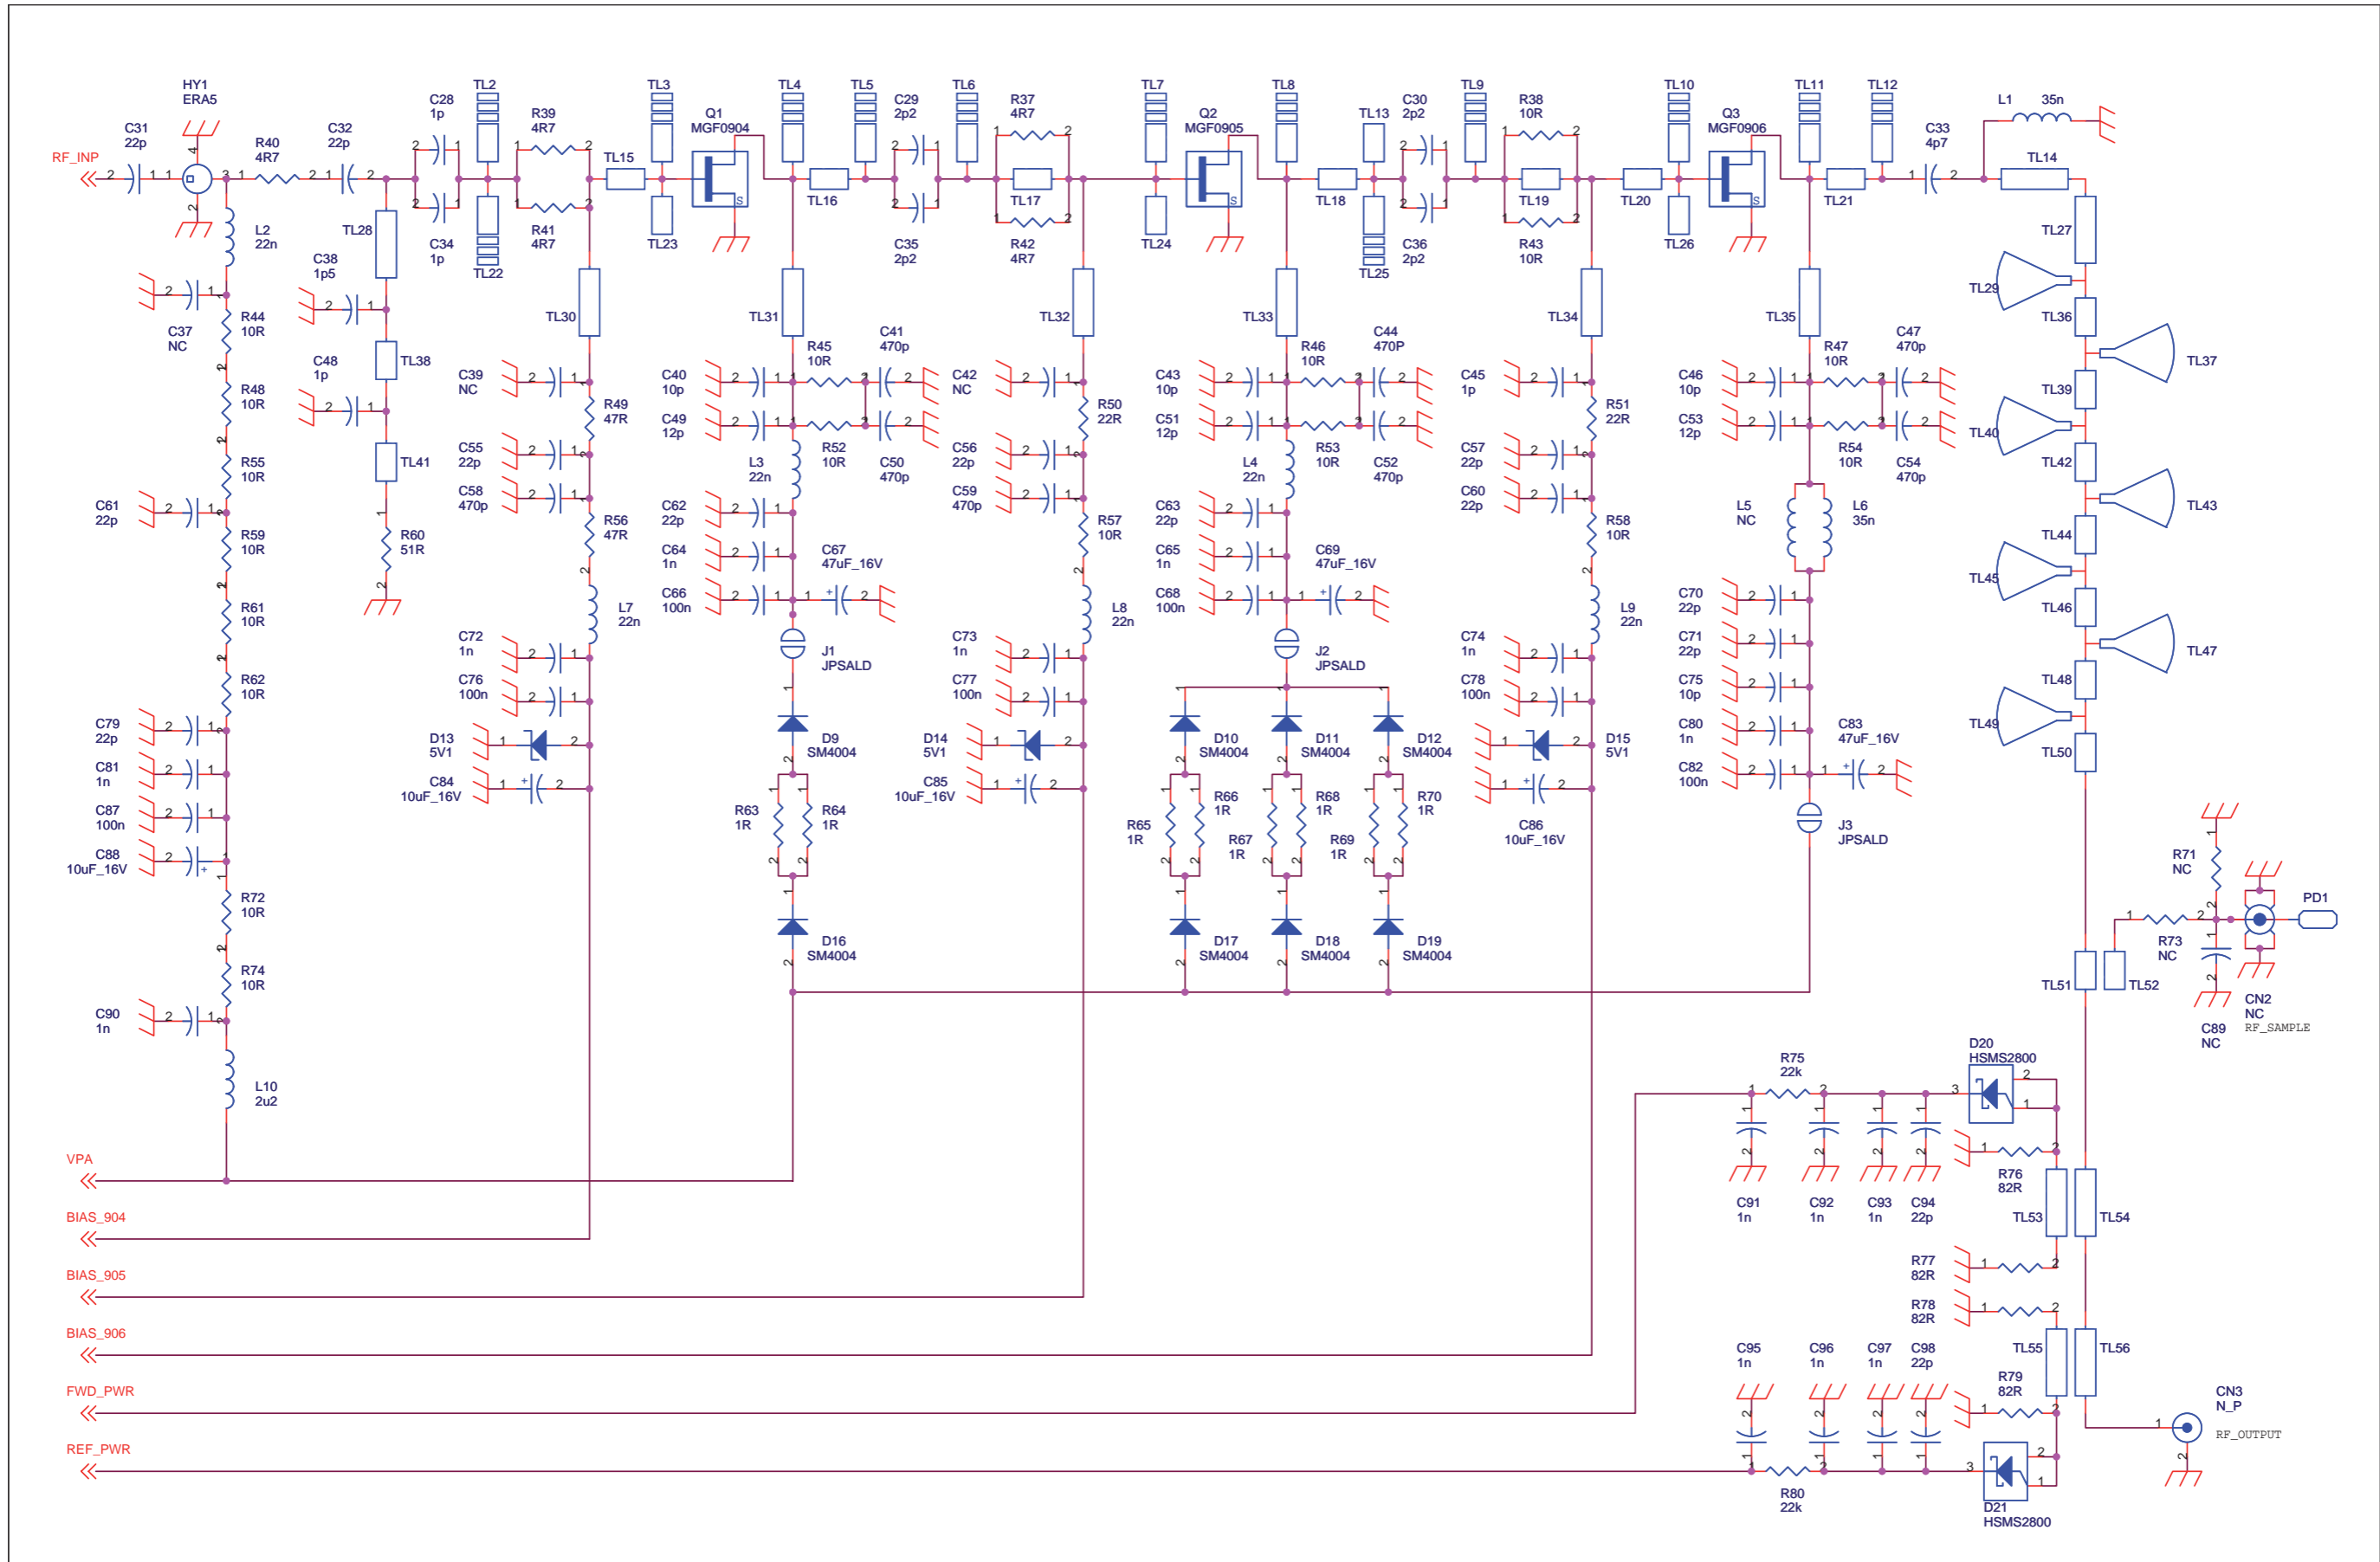 HY1
ERA5
C31
22p
RF_INP
R40
4R7
C32
22p
C28
1p
TL2
R39
4R7
TL3
Q1
MGF0904
TL4
TL5
C29
2p2
TL6
R37
4R7
TL7
Q2
MGF0905
TL8
TL13
C30
2p2
TL9
R38
10R
TL10
Q3
MGF0906
TL11
TL12
C33
4p7
L1 35n
TL14
TL15
TL16
TL17
TL18
TL19
TL20
TL21
L2
22n
TL28
C34
1p
TL22
R41
4R7
TL23
C35
2p2
R42
4R7
TL24
TL25
C36
2p2
R43
10R
TL26
TL27
C38
1p5
C37
NC
R44
10R
TL30
TL31
TL32
TL33
TL34
TL35
TL29
TL36
TL37
C48
1p
TL38
R48
10R
C39
NC
R49
47R
C40
10p
R45
10R
C41
470p
C42
NC
R50
22R
C43
10p
R46
10R
C44
470P
C45
1p
R51
22R
C46
10p
R47
10R
C47
470p
TL39
TL40
C49
12p
R52
10R
C50
470p
C51
12p
R53
10R
C52
470p
C53
12p
R54
10R
C54
470p
TL41
R55
10R
C55
22p
C58
470p
L3
22n
C56
22p
C59
470p
L4
22n
C57
22p
C60
22p
TL42
TL43
C61
22p
R59
10R
R60
51R
R56
47R
C62
22p
C64
1n
C66
100n
C67
47uF_16V
R57
10R
C63
22p
C65
1n
C68
100n
C69
47uF_16V
R58
10R
L5
NC
L6
35n
TL44
TL45
R61
10R
L7
22n
L8
22n
L9
22n
C70
22p
C71
22p
C75
10p
C80
1n
C82
100n
C83
47uF_16V
TL46
TL47
C72
1n
C76
100n
J1
JPSALD
C73
1n
C77
100n
J2
JPSALD
C74
1n
C78
100n
R62
10R
TL48
TL49
TL50
C79
22p
C81
1n
C87
100n
C88
10uF_16V
D13
5V1
C84
10uF_16V
D9
SM4004
D14
5V1
C85
10uF_16V
D10
SM4004
D11
SM4004
D12
SM4004
D15
5V1
C86
10uF_16V
R63
1R
R64
1R
R65
1R
R66
1R
R67
1R
R68
1R
R69
1R
R70
1R
J3
JPSALD
R72
10R
R74
10R
D16
SM4004
D17
SM4004
D18
SM4004
D19
SM4004
R71
NC
PD1
R73
NC
TL51
TL52
C89
NC
CN2
NC
RF_SAMPLE
C90
1n
L10
2u2
R75
22k
D20
HSMS2800
R76
82R
VPA
C91
1n
C92
1n
C93
1n
C94
22p
TL53
TL54
BIAS_904
R77
82R
BIAS_905
R78
82R
BIAS_906
C95
1n
C96
1n
C97
1n
C98
22p
TL55
TL56
R79
82R
FWD_PWR
CN3
N_P
RF_OUTPUT
REF_PWR
R80
22k
D21
HSMS2800